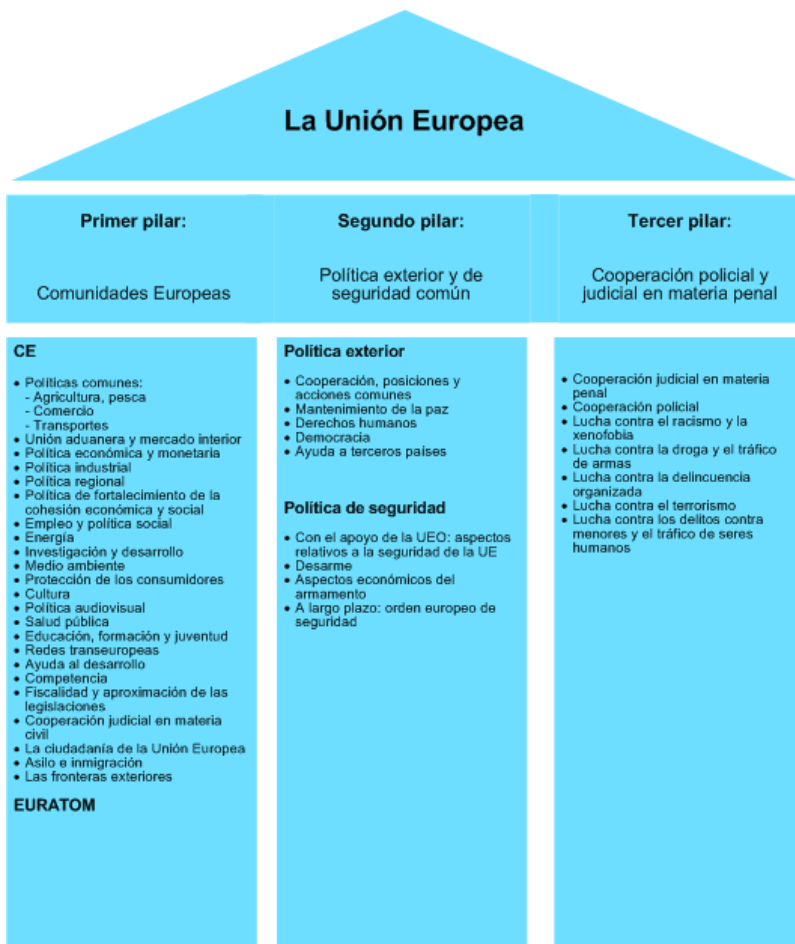 La Unión Europea
Primer pilar:
Comunidades Europeas
Segundo pilar:
Política exterior y de
seguridad común
Tercer pilar:
Cooperación policial y
judicial en materia penal
CE
• Políticas comunes:
- Agricultura, pesca
- Comercio
- Transportes
• Unión aduanera y mercado interior
• Política económica y monetaria
• Política industrial
• Política regional
• Política de fortalecimiento de la
cohesión económica y social
• Empleo y política social
• Energía
• Investigación y desarrollo
• Medio ambiente
• Protección de los consumidores
• Cultura
• Política audiovisual
• Salud pública
• Educación, formación y juventud
• Redes transeuropeas
• Ayuda al desarrollo
• Competencia
• Fiscalidad y aproximación de las
legislaciones
• Cooperación judicial en materia
civil
• La ciudadanía de la Unión Europea
• Asilo e inmigración
• Las fronteras exteriores
EURATOM
Política exterior
• Cooperación, posiciones y
acciones comunes
• Mantenimiento de la paz
• Derechos humanos
• Democracia
• Ayuda a terceros países
Política de seguridad
• Con el apoyo de la UEO: aspectos
relativos a la seguridad de la UE
• Desarme
• Aspectos económicos del
armamento
• A largo plazo: orden europeo de
seguridad
• Cooperación judicial en materia
penal
• Cooperación policial
• Lucha contra el racismo y la
xenofobia
• Lucha contra la droga y el tráfico
de armas
• Lucha contra la delincuencia
organizada
• Lucha contra el terrorismo
• Lucha contra los delitos contra
menores y el tráfico de seres
humanos